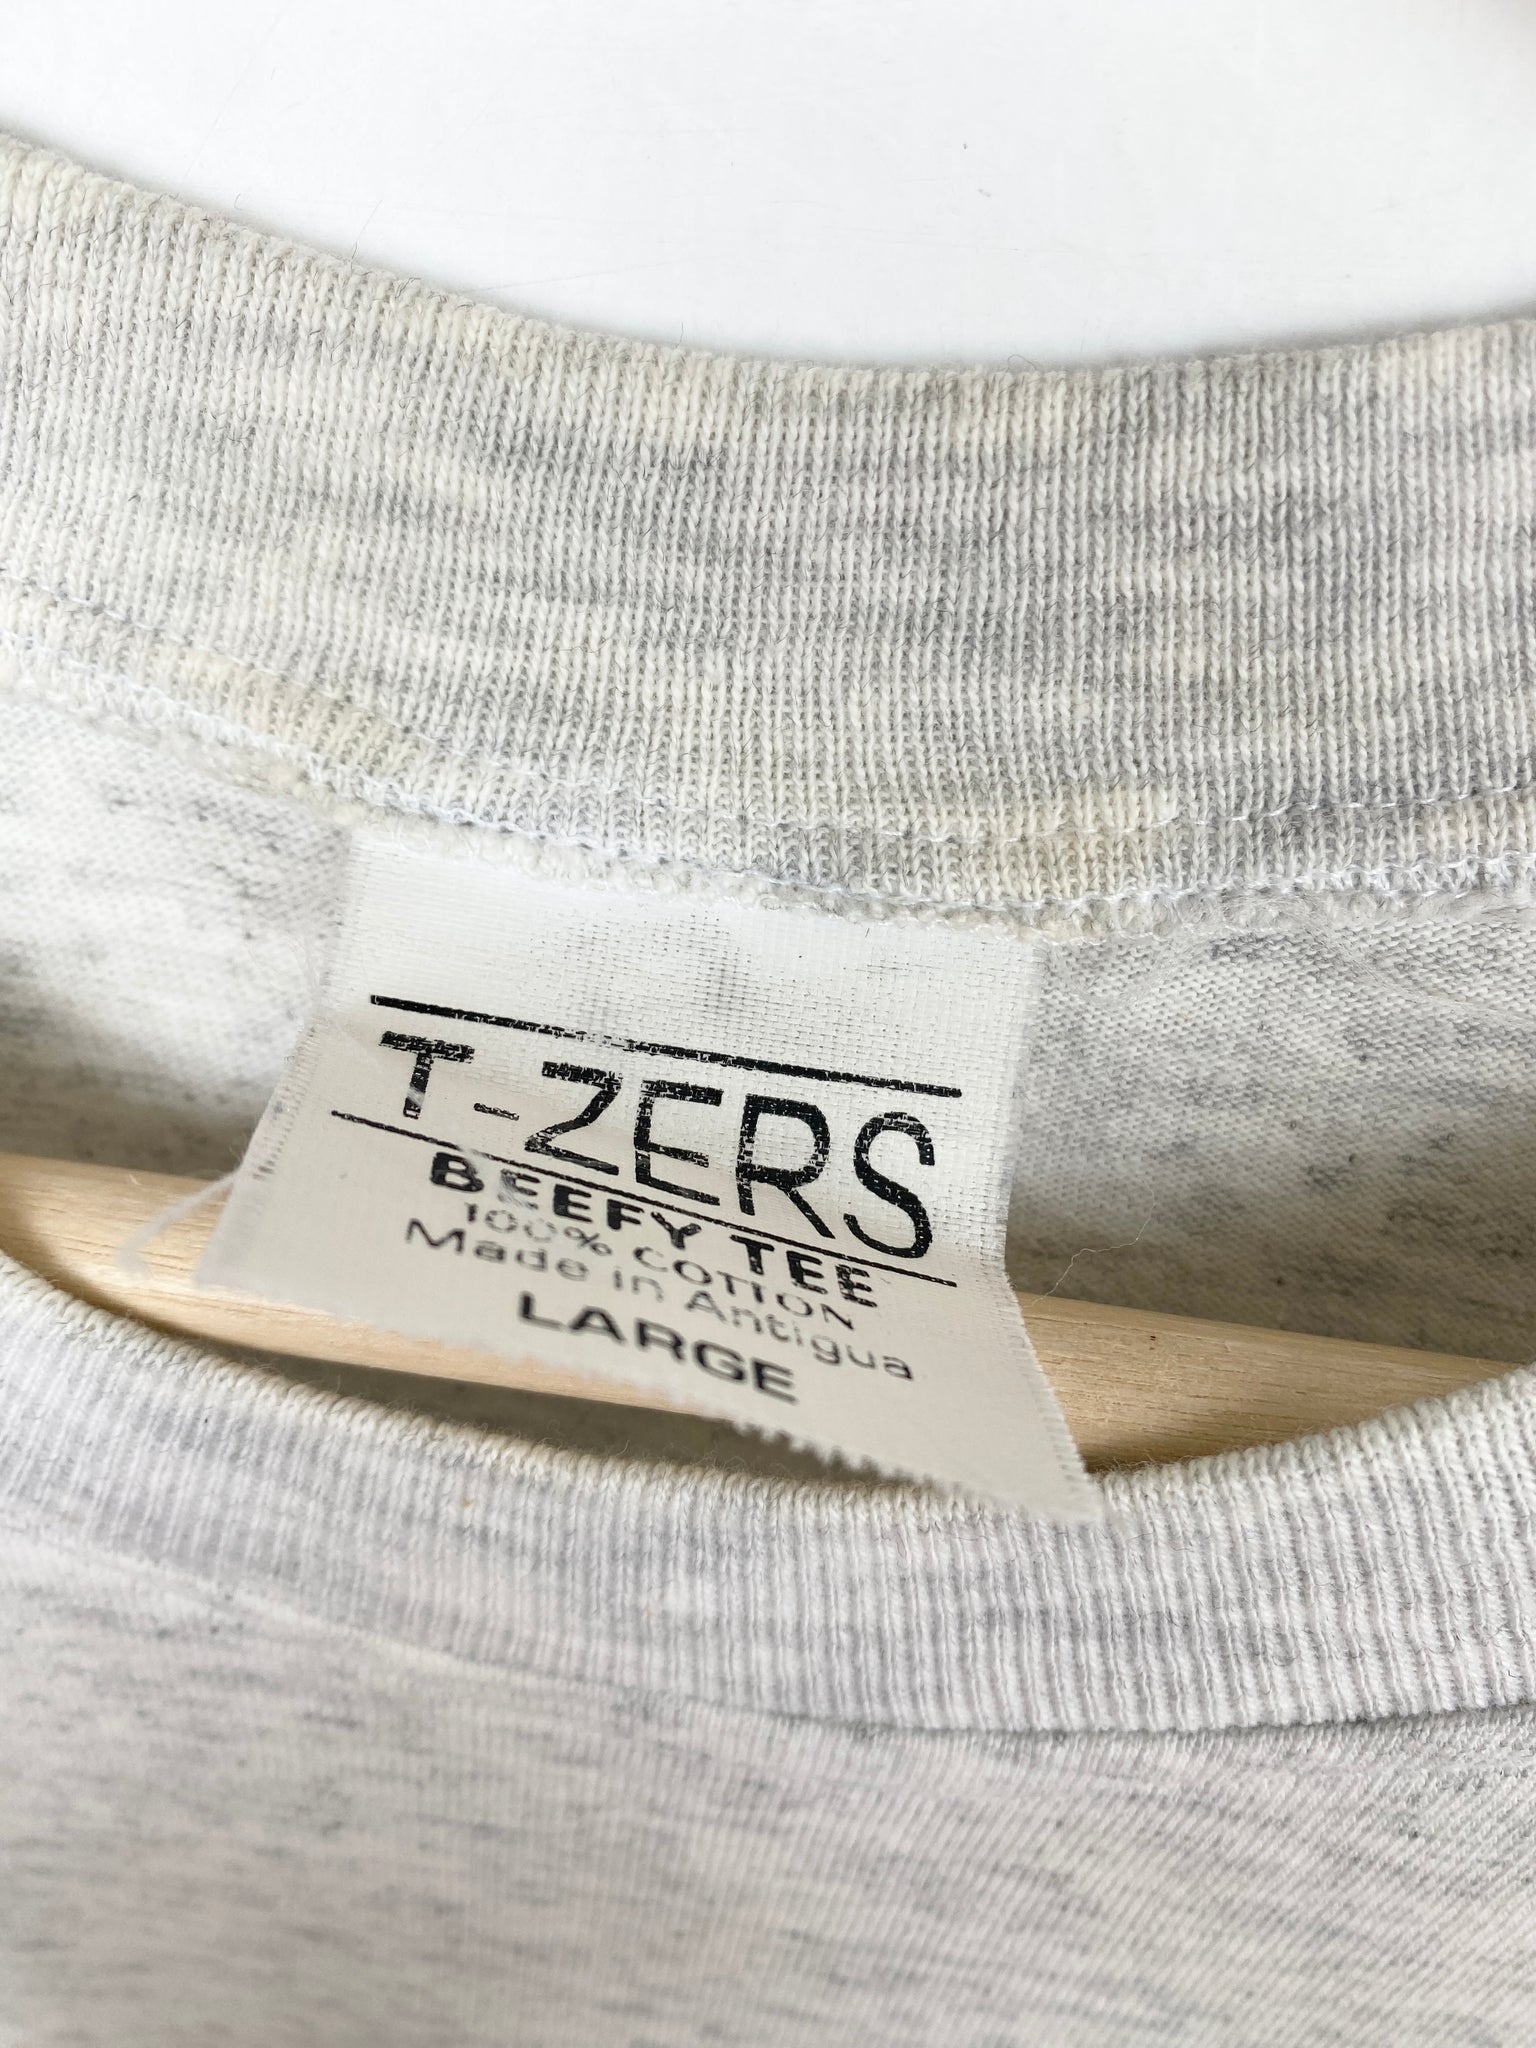 T-ZERS
BEEFY TEE
100% COTTON
Made in Antigua
LARGE